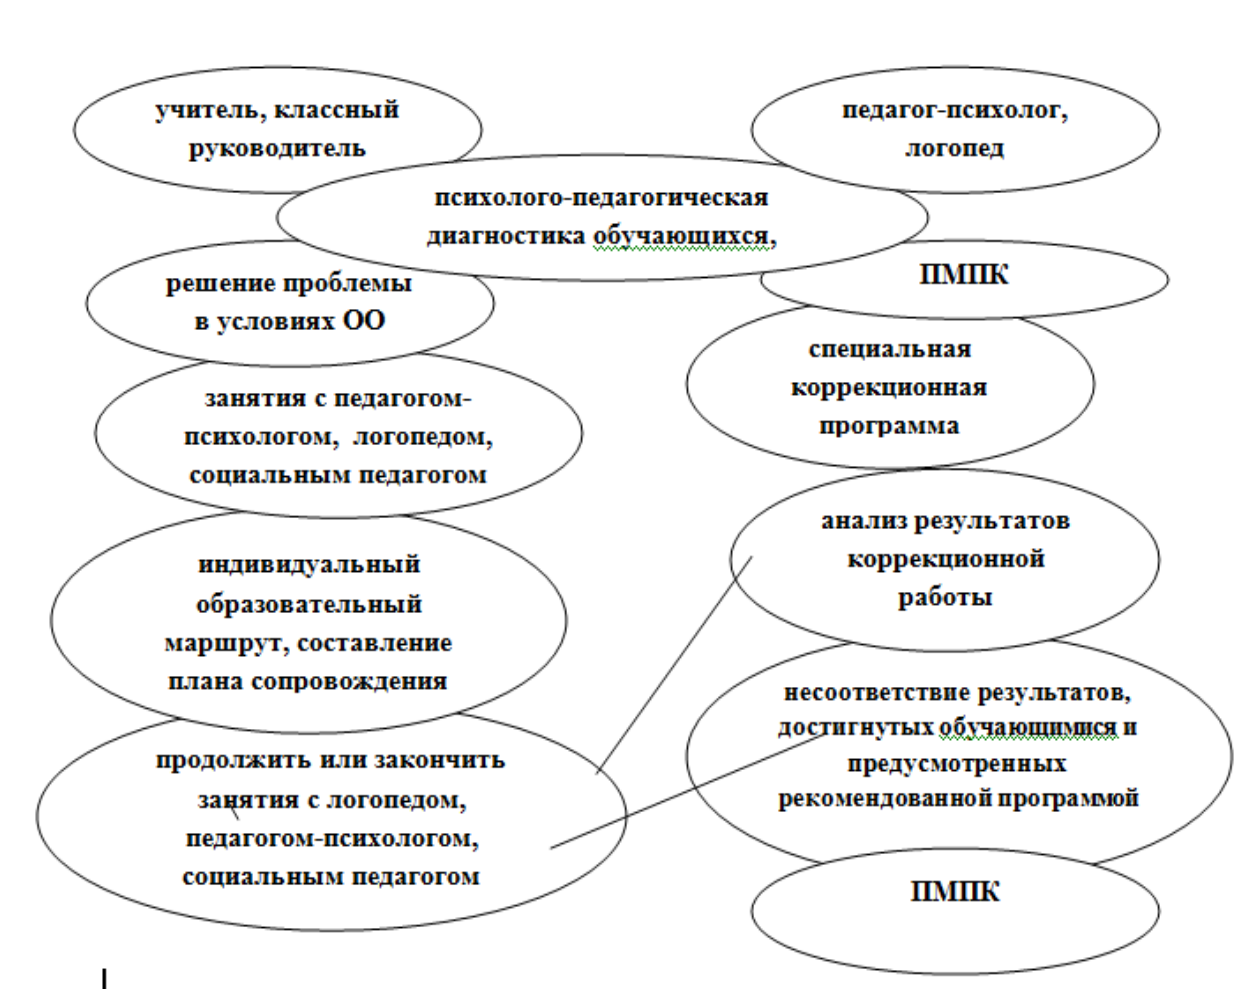 учитель, классный
руководитель
педагог-психолог,
логопед
психолого-педагогическая
диагностика обучающихся,
решение проблемы
в условиях ОО
ПМПК
занятия с педагогом-
психологом, логопедом,
социальным педагогом
специальная
коррекционная
программа
индивидуальный
образовательный
маршрут, составление
плана сопровождения
анализ результатов
коррекционной
работы
продолжить или закончить
занятия с логопедом,
педагогом-психологом,
социальным педагогом
несоответствие результатов,
достигнутых обучающимися и
предусмотренных
рекомендованной программой
ПМПК